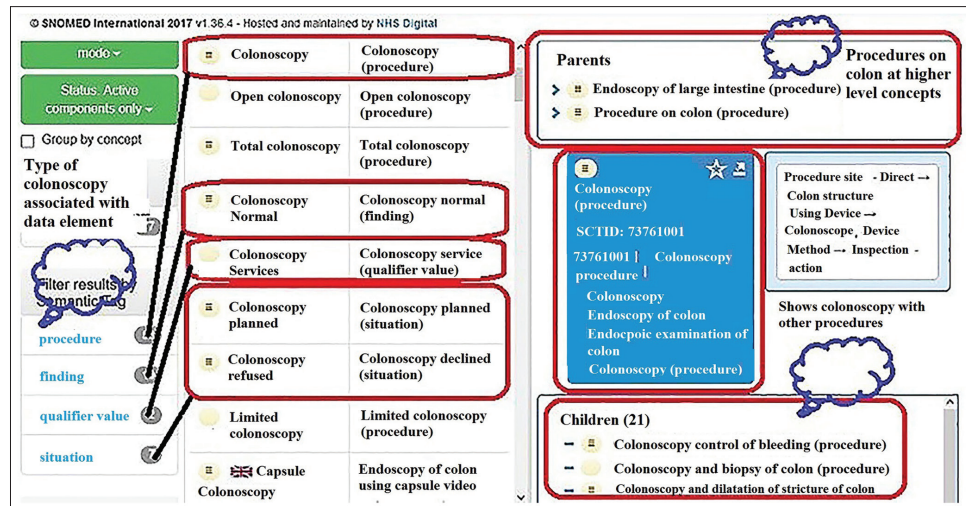 © SNOMED International 2017 v1.36.4 - Hosted and maintained by NHS Digital
mode
Status: Active
components only
Group by concept
Type of
colonoscopy
associated with
data element
7
Filter results by
Semantic Tag
procedure
finding
qualifier value
situation
7
Colonoscopy
Colonoscopy
(procedure)
Open colonoscopy
Open colonoscopy
(procedure)
Total colonoscopy
Total colonoscopy
(procedure)
Colonoscopy
Normal
Colonoscopy normal
(finding)
Colonoscopy
Services
Colonoscopy service
(qualifier value)
Colonoscopy
planned
Colonoscopy planned
(situation)
Colonoscopy
refused
Colonoscopy declined
(situation)
Limited
colonoscopy
Limited colonoscopy
(procedure)
Capsule
Colonoscopy
Endoscopy of colon
using capsule video
Parents
Endoscopy of large intestine (procedure)
Procedure on colon (procedure)
Procedures on
colon at higher
level concepts
Colonoscopy
(procedure)
SCTID: 73761001
73761001 | Colonoscopy
procedure |
Colonoscopy
Endoscopy of colon
Endocpoic examination of
colon
Colonoscopy (procedure)
Procedure site - Direct →
Colon structure
Using Device →
Colonoscope, Device
Method → Inspection -
action
Shows colonoscopy with
other procedures
Children (21)
Colonoscopy control of bleeding (procedure)
Colonoscopy and biopsy of colon (procedure)
Colonoscopy and dilatation of stricture of colon